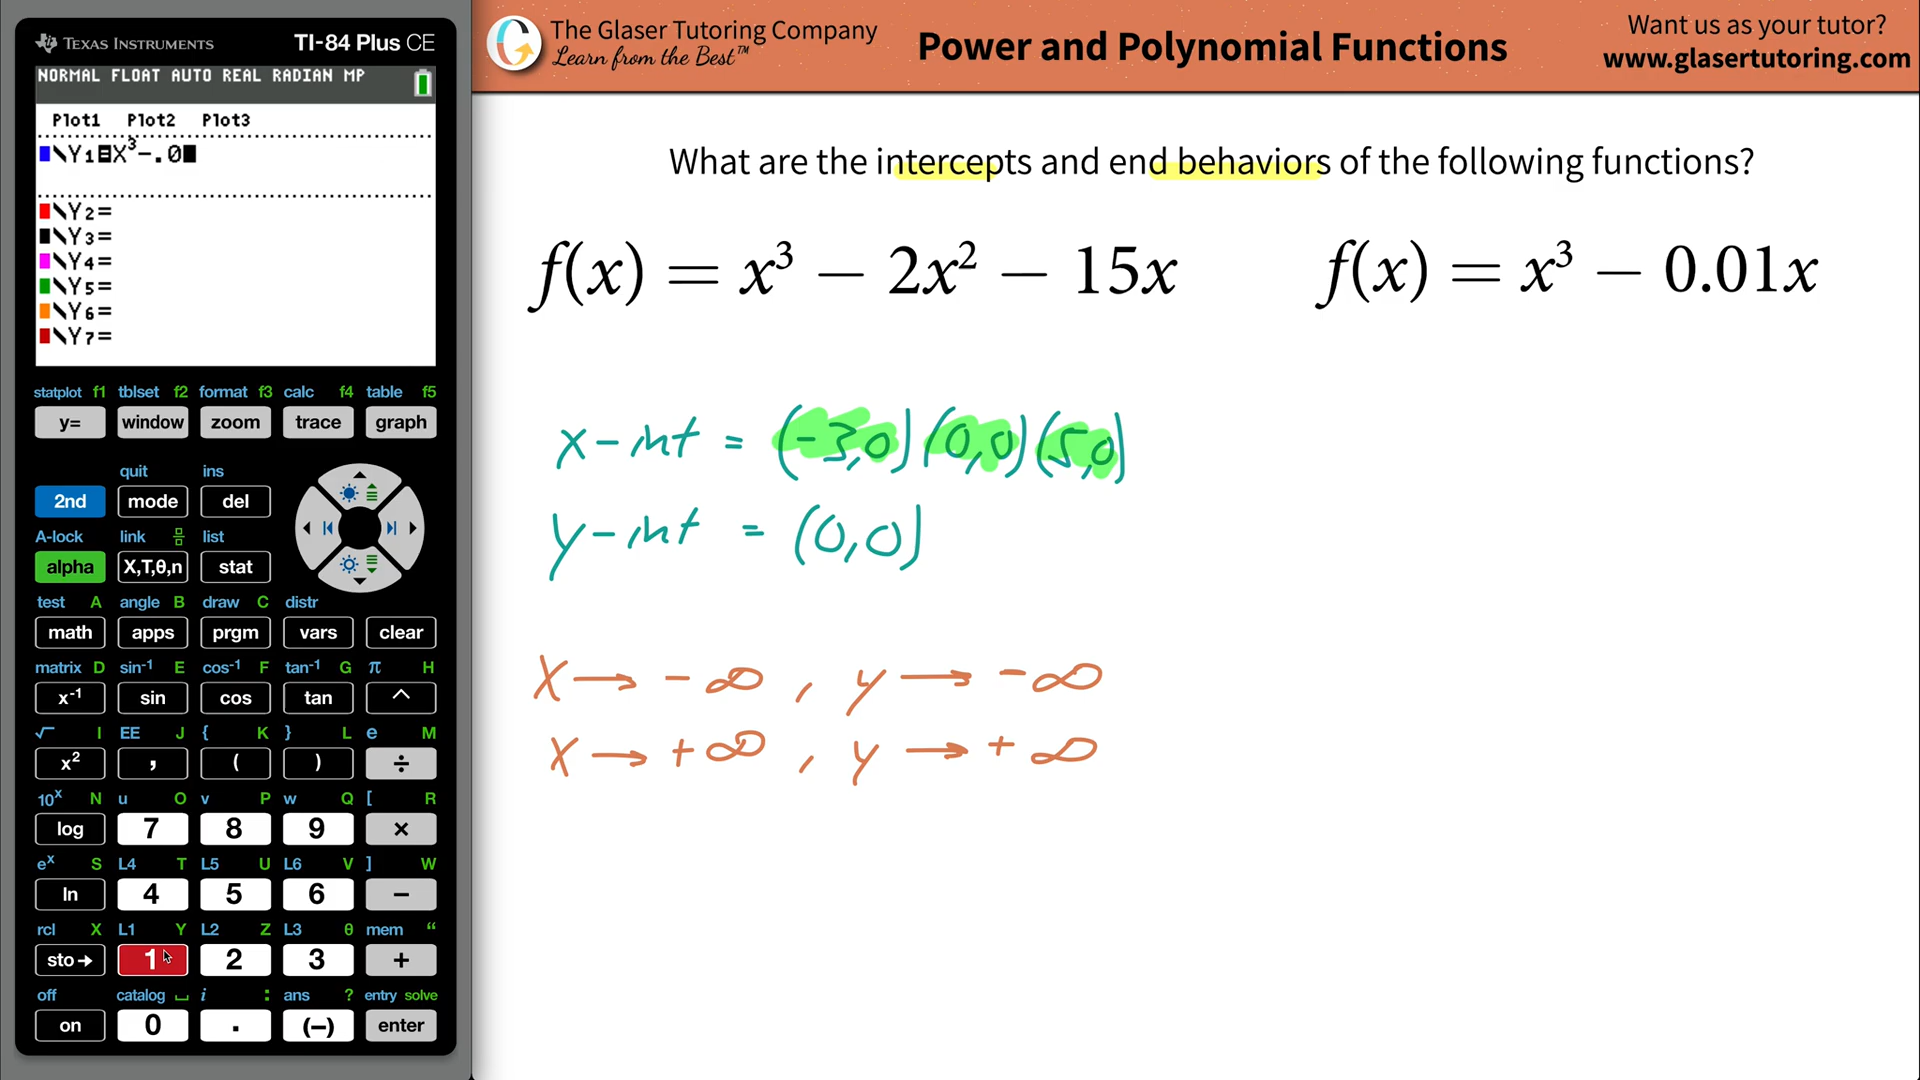 TEXAS INSTRUMENTS TI-84 Plus CE
NORMAL FLOAT AUTO REAL RADIAN MP
Plot1 Plot2 Plot3
\Y1=X³-.0
\Y2=
\Y3=
\Y4=
\Y5=
\Y6=
\Y7=
statplot f1 tblset f2 format f3 calc f4 table f5
y= window zoom trace graph
quit ins
2nd mode del
A-lock link list
alpha X,T,θ,n stat
test A angle B draw C distr
math apps prgm vars clear
matrix D sin⁻¹ E cos⁻¹ F tan⁻¹ G π H
x⁻¹ sin cos tan ^
√ I EE J { K } L e M
x² , ( ) ÷
10ˣ N u O v P w Q [ R
log 7 8 9 ×
eˣ S L4 T L5 U L6 V ] W
ln 4 5 6 −
rcl X L1 Y L2 Z L3 θ mem “
sto→ 1 2 3 +
off catalog ⎵ i : ans ? entry solve
on 0 . (−) enter
The Glaser Tutoring Company
Learn from the Best™
Power and Polynomial Functions
Want us as your tutor?
www.glasertutoring.com
What are the intercepts and end behaviors of the following functions?
f(x) = x³ − 2x² − 15x
f(x) = x³ − 0.01x
x-int = (-3,0) (0,0) (5,0)
y-int = (0,0)
X → -∞ , y → -∞
X → +∞ , y → +∞